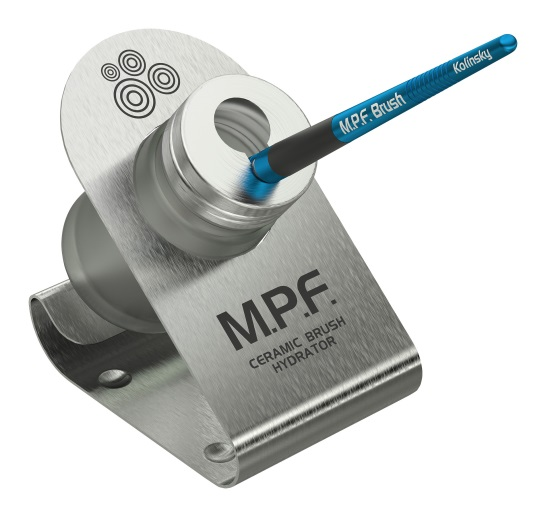 M.P.F. Brush Kolinsky
M.P.F.
CERAMIC BRUSH
HYDRATOR